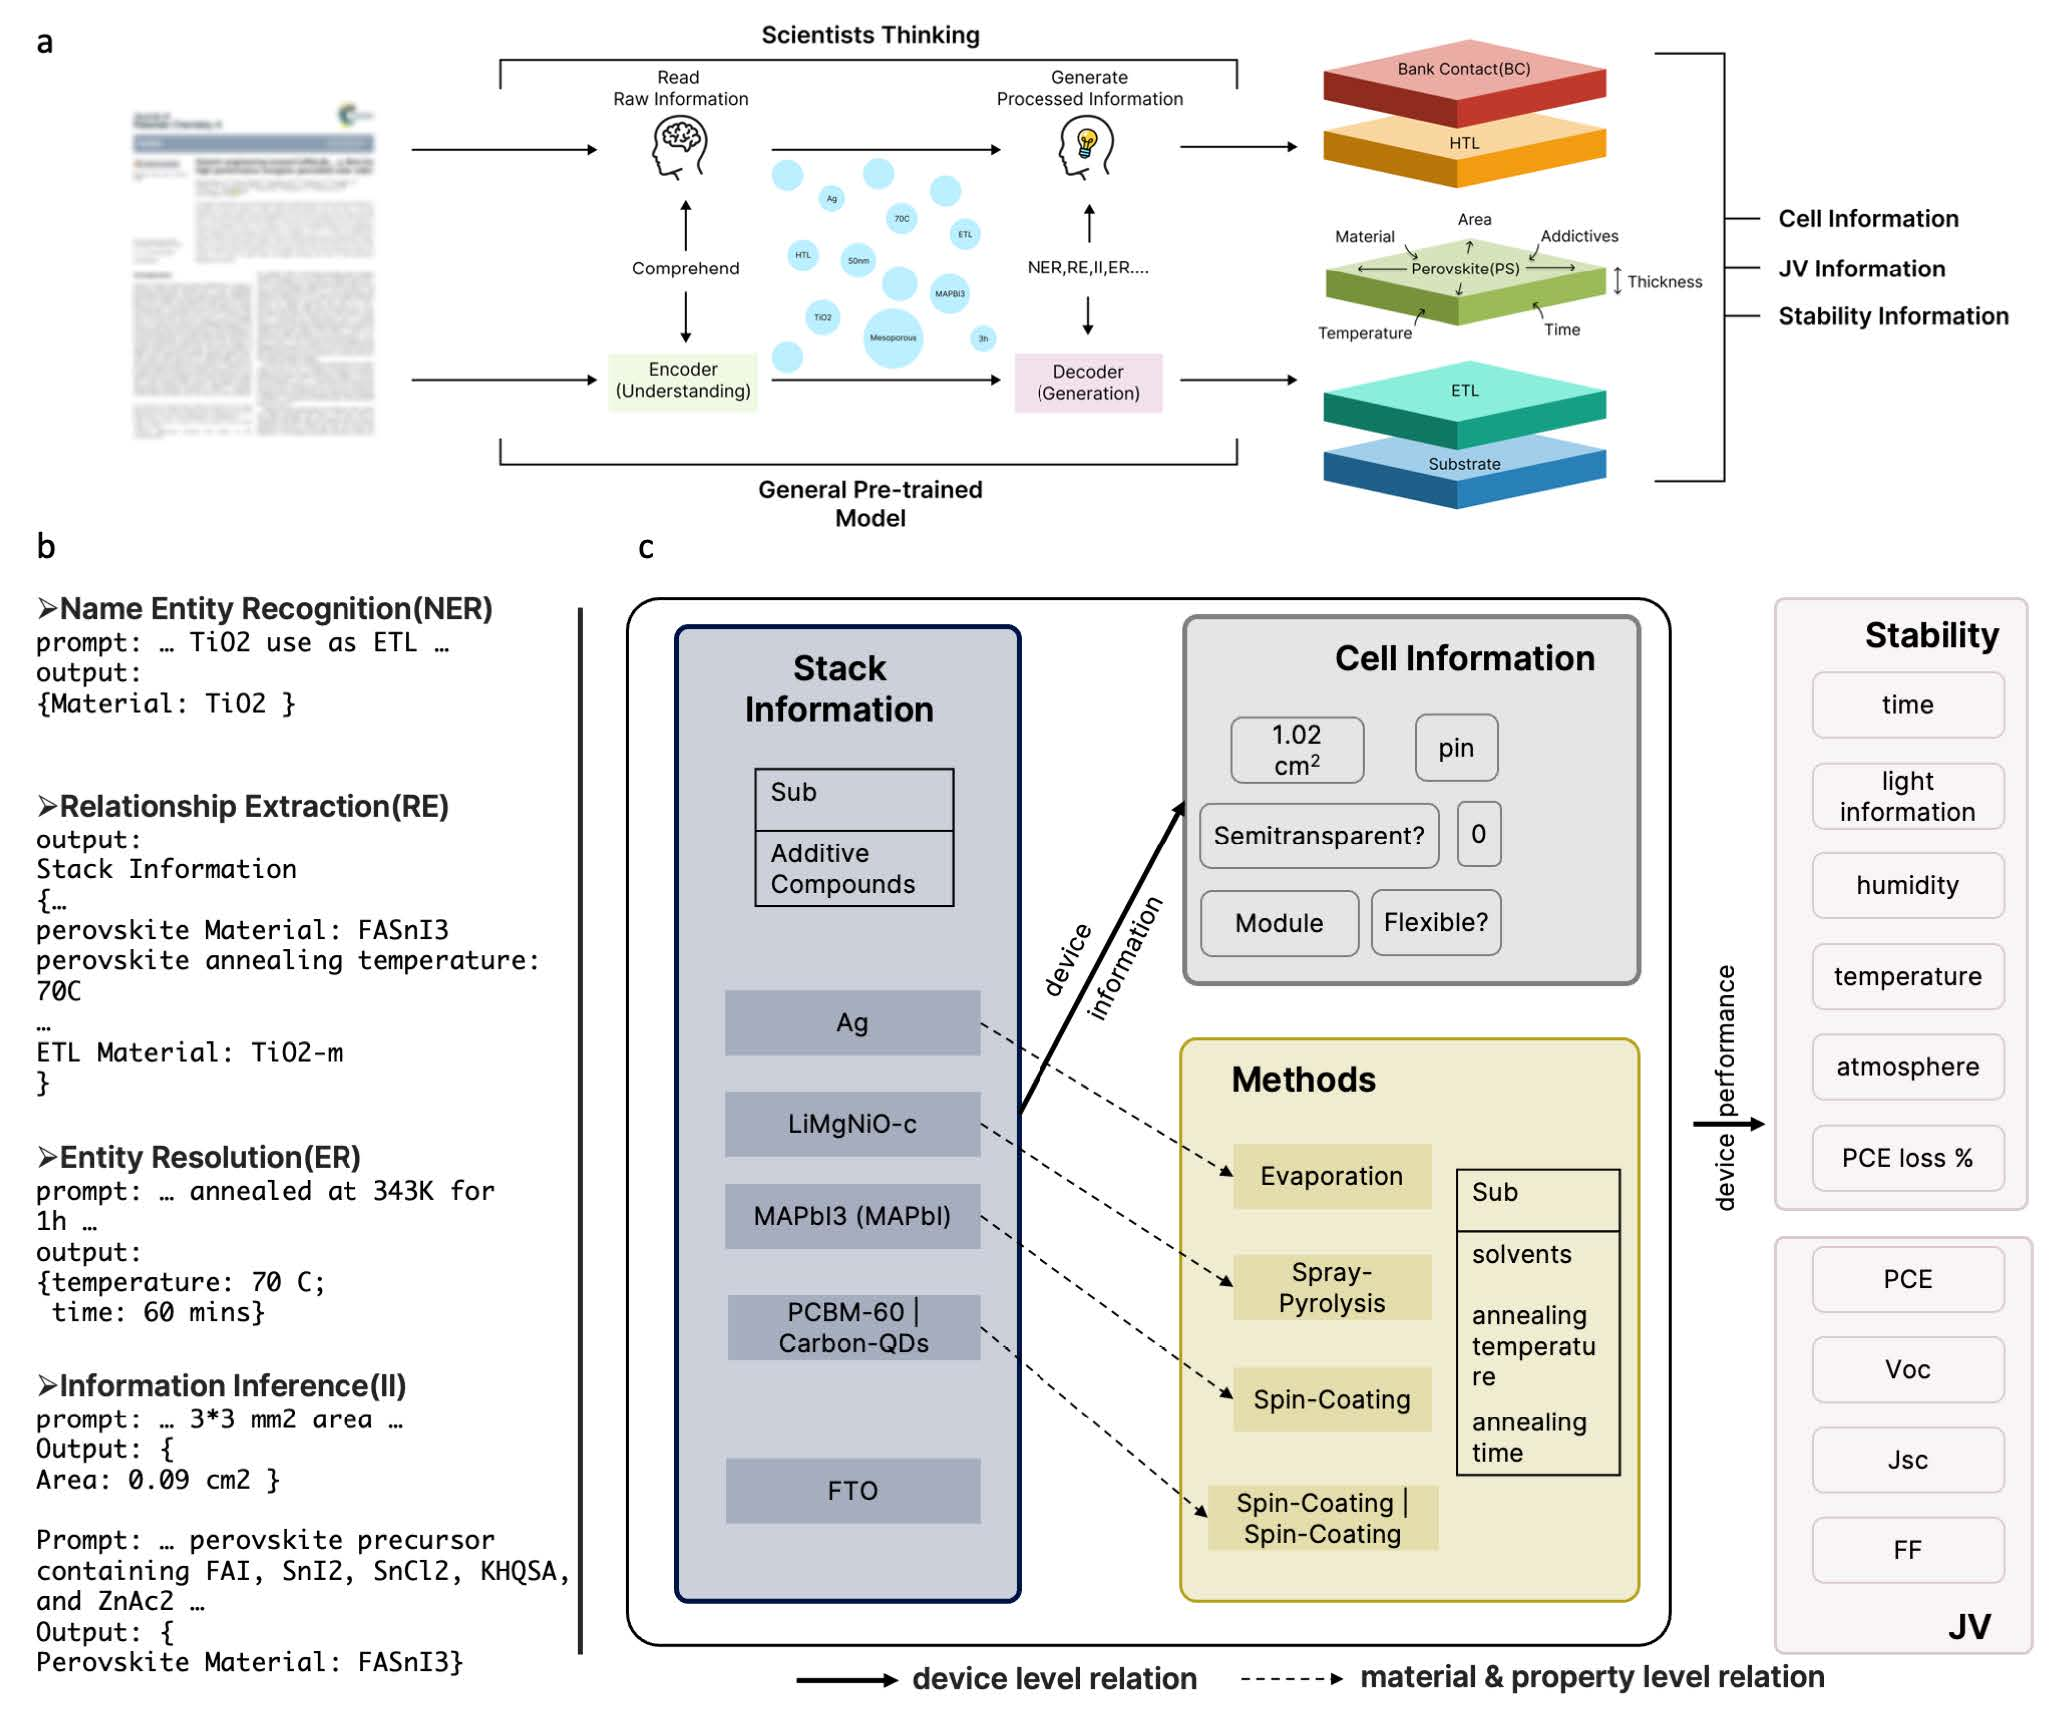 a
Scientists Thinking
Read
Raw Information
Generate
Processed Information
Comprehend
NER,RE,II,ER....
Encoder
(Understanding)
Decoder
(Generation)
Ag
70C
ETL
HTL
50nm
MAPBI3
TiO2
Mesoporous
3h
General Pre-trained
Model
Bank Contact(BC)
HTL
Area
Material
Addictives
Perovskite(PS)
Thickness
Temperature
Time
ETL
Substrate
Cell Information
JV Information
Stability Information
b
➢Name Entity Recognition(NER)
prompt: … TiO2 use as ETL …
output:
{Material: TiO2 }
➢Relationship Extraction(RE)
output:
Stack Information
{…
perovskite Material: FASnI3
perovskite annealing temperature:
70C
…
ETL Material: TiO2-m
}
➢Entity Resolution(ER)
prompt: … annealed at 343K for
1h …
output:
{temperature: 70 C;
time: 60 mins}
➢Information Inference(II)
prompt: … 3*3 mm2 area …
Output: {
Area: 0.09 cm2 }
Prompt: … perovskite precursor
containing FAI, SnI2, SnCl2, KHQSA,
and ZnAc2 …
Output: {
Perovskite Material: FASnI3}
c
Stack
Information
Sub
Additive
Compounds
Ag
LiMgNiO-c
MAPbI3 (MAPbI)
PCBM-60 |
Carbon-QDs
FTO
device
information
Cell Information
1.02
cm²
pin
Semitransparent?
0
Module
Flexible?
Methods
Evaporation
Spray-
Pyrolysis
Spin-Coating
Spin-Coating |
Spin-Coating
Sub
solvents
annealing
temperatu
re
annealing
time
device performance
Stability
time
light
information
humidity
temperature
atmosphere
PCE loss %
PCE
Voc
Jsc
FF
JV
device level relation
material & property level relation